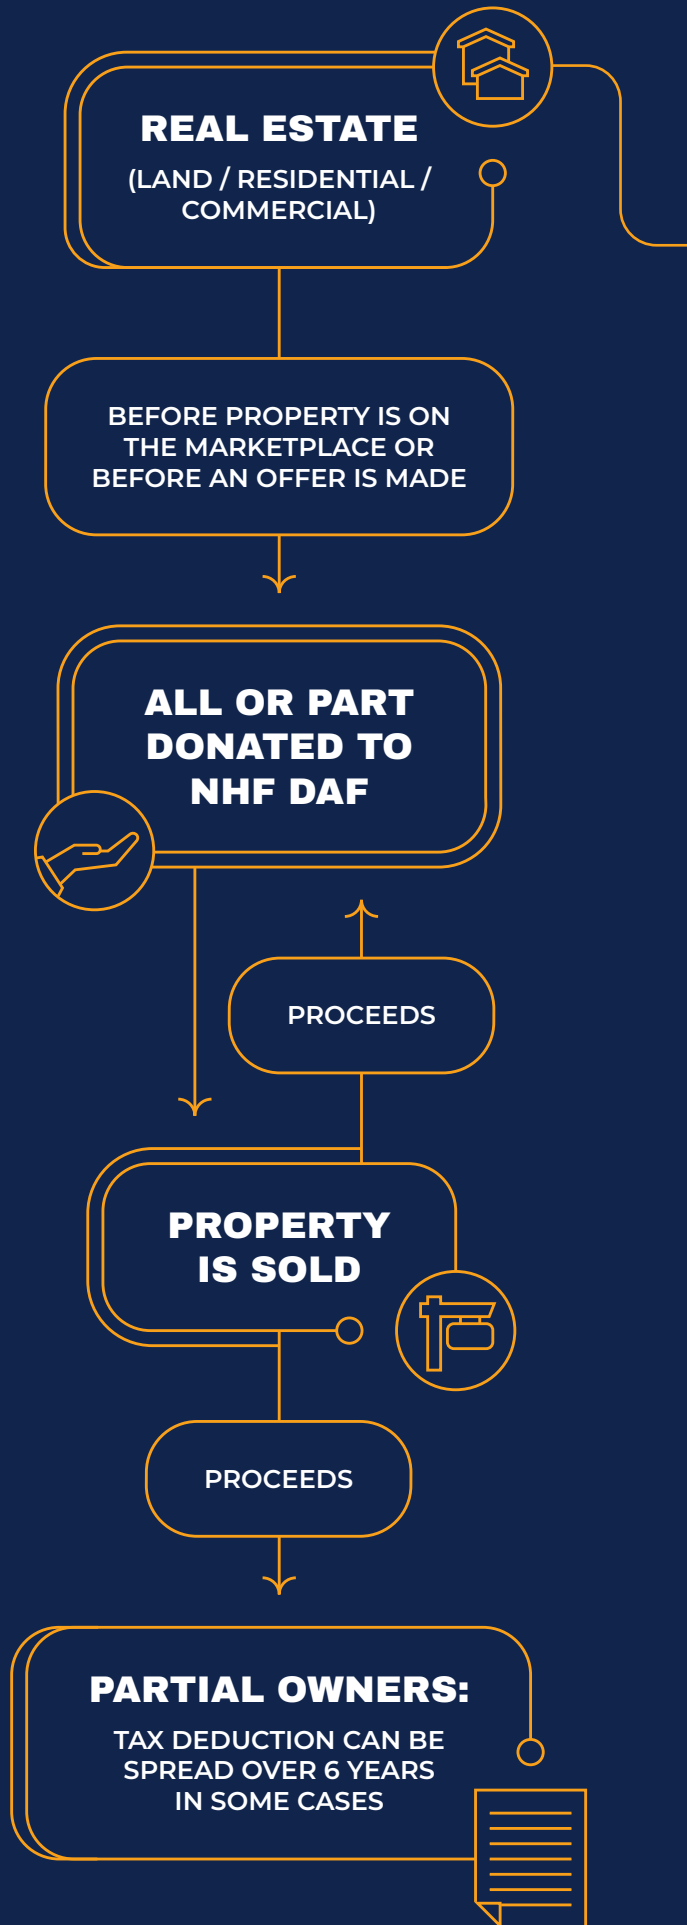 REAL ESTATE
(LAND / RESIDENTIAL /
COMMERCIAL)
BEFORE PROPERTY IS ON
THE MARKETPLACE OR
BEFORE AN OFFER IS MADE
ALL OR PART
DONATED TO
NHF DAF
PROCEEDS
PROPERTY
IS SOLD
PROCEEDS
PARTIAL OWNERS:
TAX DEDUCTION CAN BE
SPREAD OVER 6 YEARS
IN SOME CASES